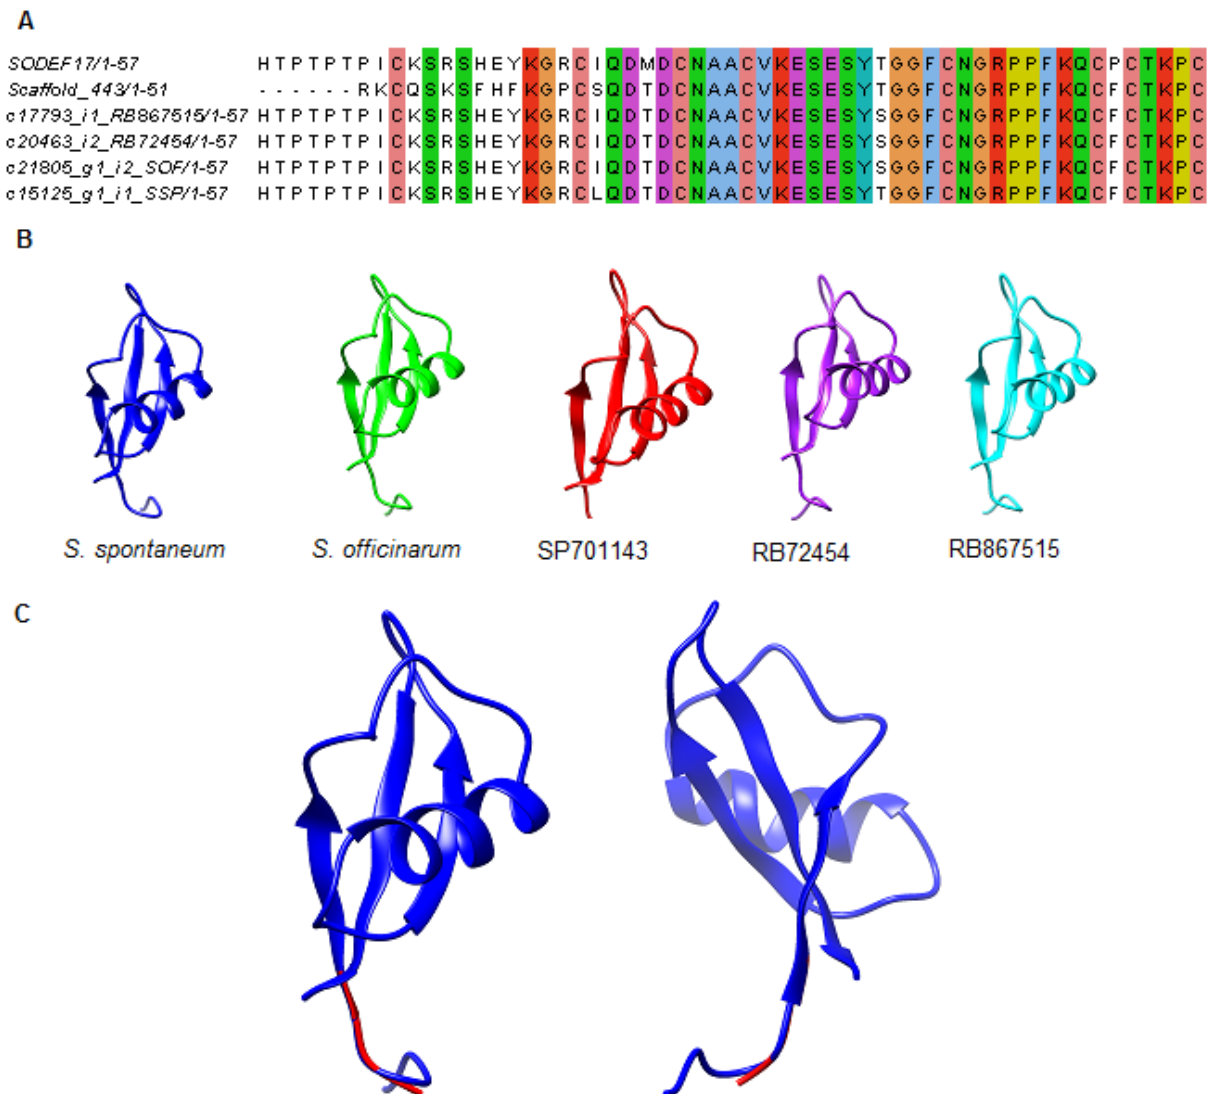 A
SODEF17/1-57 HTPTPTPICKSRSHEYKGRCIQDMDCNAACVKESESYTGGFCNGRPPFKQCPCTKPC
Scaffold_443/1-51 ------RKCQSKSFHFKGPCSQDTDCNAACVKESESYTGGFCNGRPPFKQCFCTKPC
c17793_i1_RB867515/1-57 HTPTPTPICKSRSHEYKGRCIQDTDCNAACVKESESYSGGFCNGRPPFKQCFCTKPC
c20463_i2_RB72454/1-57 HTPTPTPICKSRSHEYKGRCIQDTDCNAACVKESESYTGGFCNGRPPFKQCFCTKPC
c21805_g1_i2_SOF/1-57 HTPTPTPICKSRSHEYKGRCIQDTDCNAACVKESESYSGGFCNGRPPFKQCFCTKPC
c15125_g1_i1_SSP/1-57 HTPTPTPICKSRSHEYKGRCLQDTDCNAACVKESESYTGGFCNGRPPFKQCFCTKPC
B
S. spontaneum S. officinarum SP701143 RB72454 RB867515
C